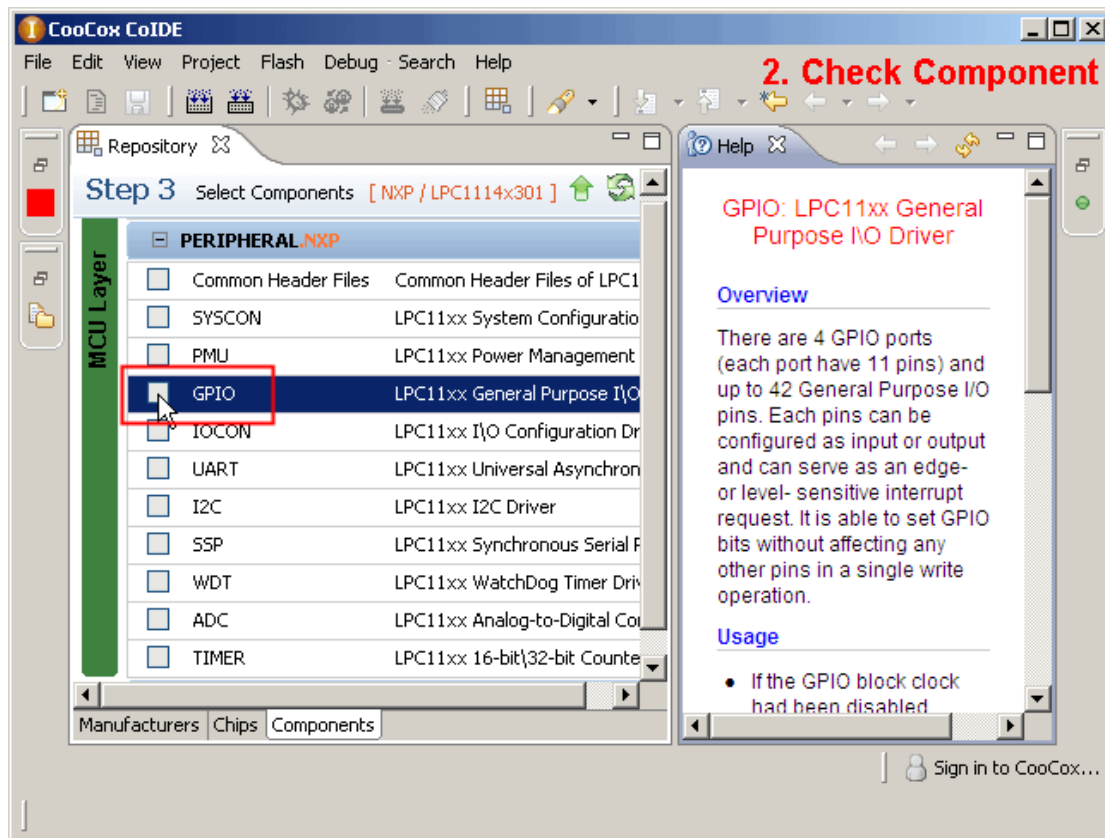 CooCox CoIDE
File Edit View Project Flash Debug Search Help
2. Check Component
Repository
Step 3 Select Components [ NXP / LPC1114x301 ]
MCU Layer
PERIPHERAL.NXP
Common Header Files Common Header Files of LPC1
SYSCON LPC11xx System Configuratio
PMU LPC11xx Power Management
GPIO LPC11xx General Purpose I\O
IOCON LPC11xx I\O Configuration Dr
UART LPC11xx Universal Asynchron
I2C LPC11xx I2C Driver
SSP LPC11xx Synchronous Serial P
WDT LPC11xx WatchDog Timer Driv
ADC LPC11xx Analog-to-Digital Co
TIMER LPC11xx 16-bit\32-bit Counte
Manufacturers Chips Components
Help
GPIO: LPC11xx General
Purpose I\O Driver
Overview
There are 4 GPIO ports
(each port have 11 pins) and
up to 42 General Purpose I/O
pins. Each pins can be
configured as input or output
and can serve as an edge-
or level- sensitive interrupt
request. It is able to set GPIO
bits without affecting any
other pins in a single write
operation.
Usage
• If the GPIO block clock
had been disabled
Sign in to CooCox...